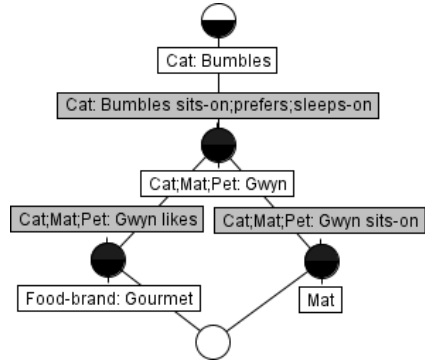 Cat: Bumbles
Cat: Bumbles sits-on;prefers;sleeps-on
Cat;Mat;Pet: Gwyn
Cat;Mat;Pet: Gwyn likes
Cat;Mat;Pet: Gwyn sits-on
Food-brand: Gourmet
Mat